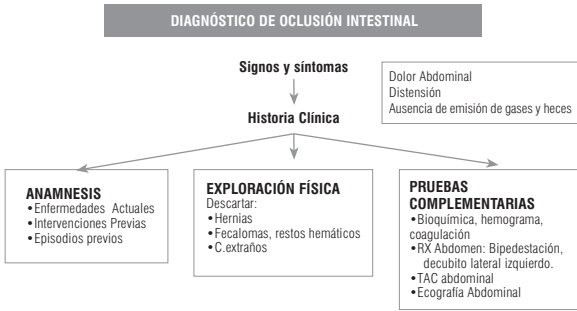 DIAGNÓSTICO DE OCLUSIÓN INTESTINAL
Signos y síntomas
Dolor Abdominal
Distensión
Ausencia de emisión de gases y heces
Historia Clínica
ANAMNESIS
•Enfermedades Actuales
•Intervenciones Previas
•Episodios previos
EXPLORACIÓN FÍSICA
Descartar:
•Hernias
•Fecalomas, restos hemáticos
•C.extraños
PRUEBAS
COMPLEMENTARIAS
•Bioquímica, hemograma,
coagulación
•RX Abdomen: Bipedestación,
decubito lateral izquierdo.
•TAC abdominal
•Ecografía Abdominal